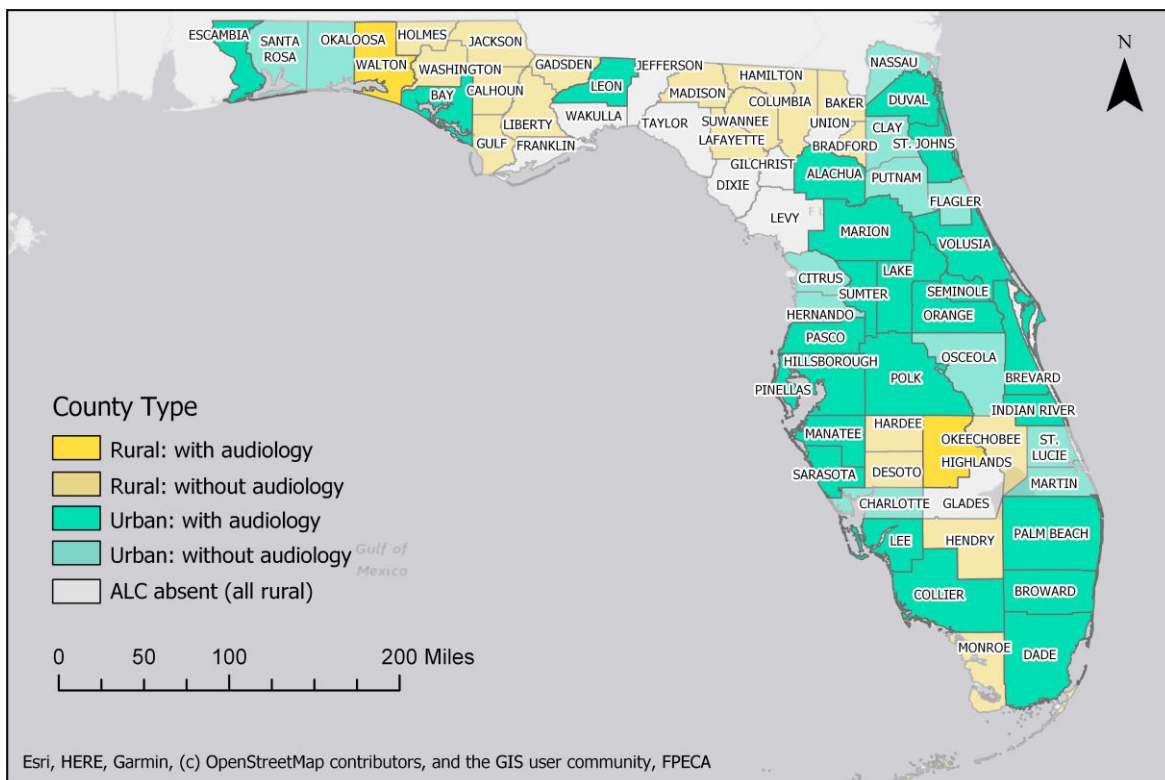 ESCAMBIA
SANTA
ROSA
OKALOOSA
WALTON
HOLMES
JACKSON
WASHINGTON
BAY
CALHOUN
GADSDEN
LIBERTY
GULF
FRANKLIN
LEON
WAKULLA
JEFFERSON
MADISON
TAYLOR
HAMILTON
SUWANNEE
LAFAYETTE
COLUMBIA
BAKER
UNION
BRADFORD
GILCHRIST
DIXIE
LEVY
ALACHUA
NASSAU
DUVAL
CLAY
ST. JOHNS
PUTNAM
FLAGLER
N
MARION
VOLUSIA
LAKE
CITRUS
SUMTER
SEMINOLE
HERNANDO
ORANGE
PASCO
HILLSBOROUGH
OSCEOLA
PINELLAS
POLK
BREVARD
INDIAN RIVER
MANATEE
HARDEE
OKEECHOBEE
ST.
LUCIE
SARASOTA
DESOTO
HIGHLANDS
MARTIN
CHARLOTTE
GLADES
LEE
HENDRY
PALM BEACH
COLLIER
BROWARD
MONROE
DADE
County Type
Rural: with audiology
Rural: without audiology
Urban: with audiology
Urban: without audiology
ALC absent (all rural)
Gulf of
Mexico
0 50 100 200 Miles
Esri, HERE, Garmin, (c) OpenStreetMap contributors, and the GIS user community, FPECA